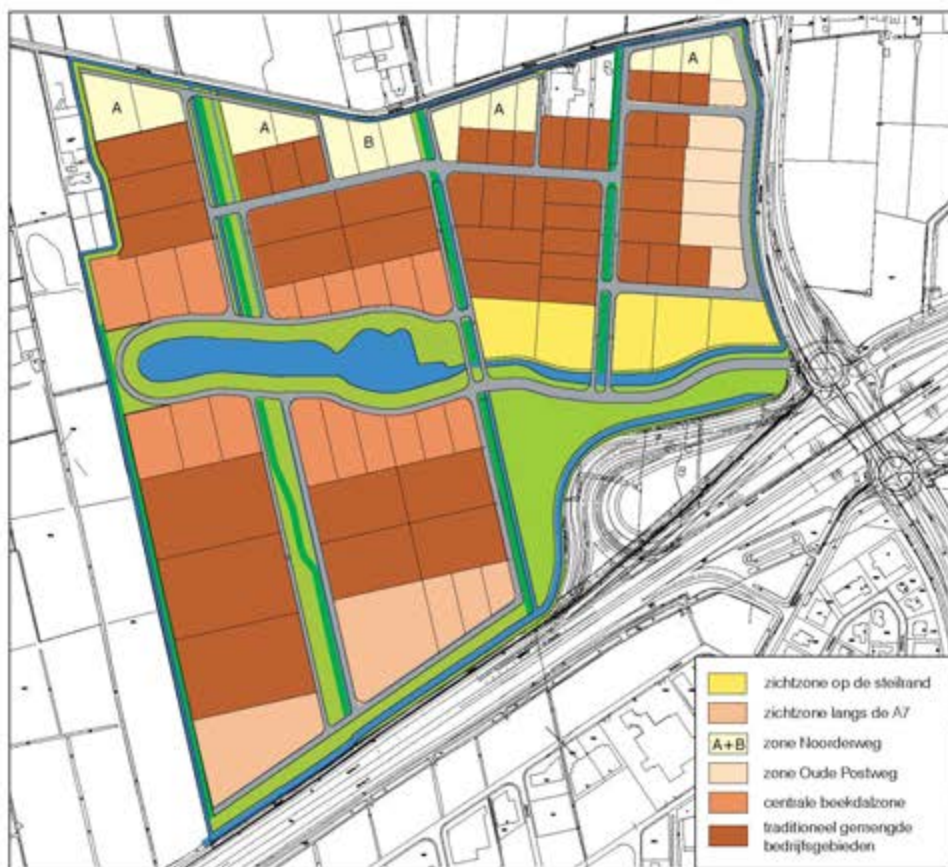 A
A
A
B
A
zichtzone op de steilrand
zichtzone langs de A7
A+B zone Noorderweg
zone Oude Postweg
centrale beekdalzone
traditioneel gemengde
bedrijfsgebieden